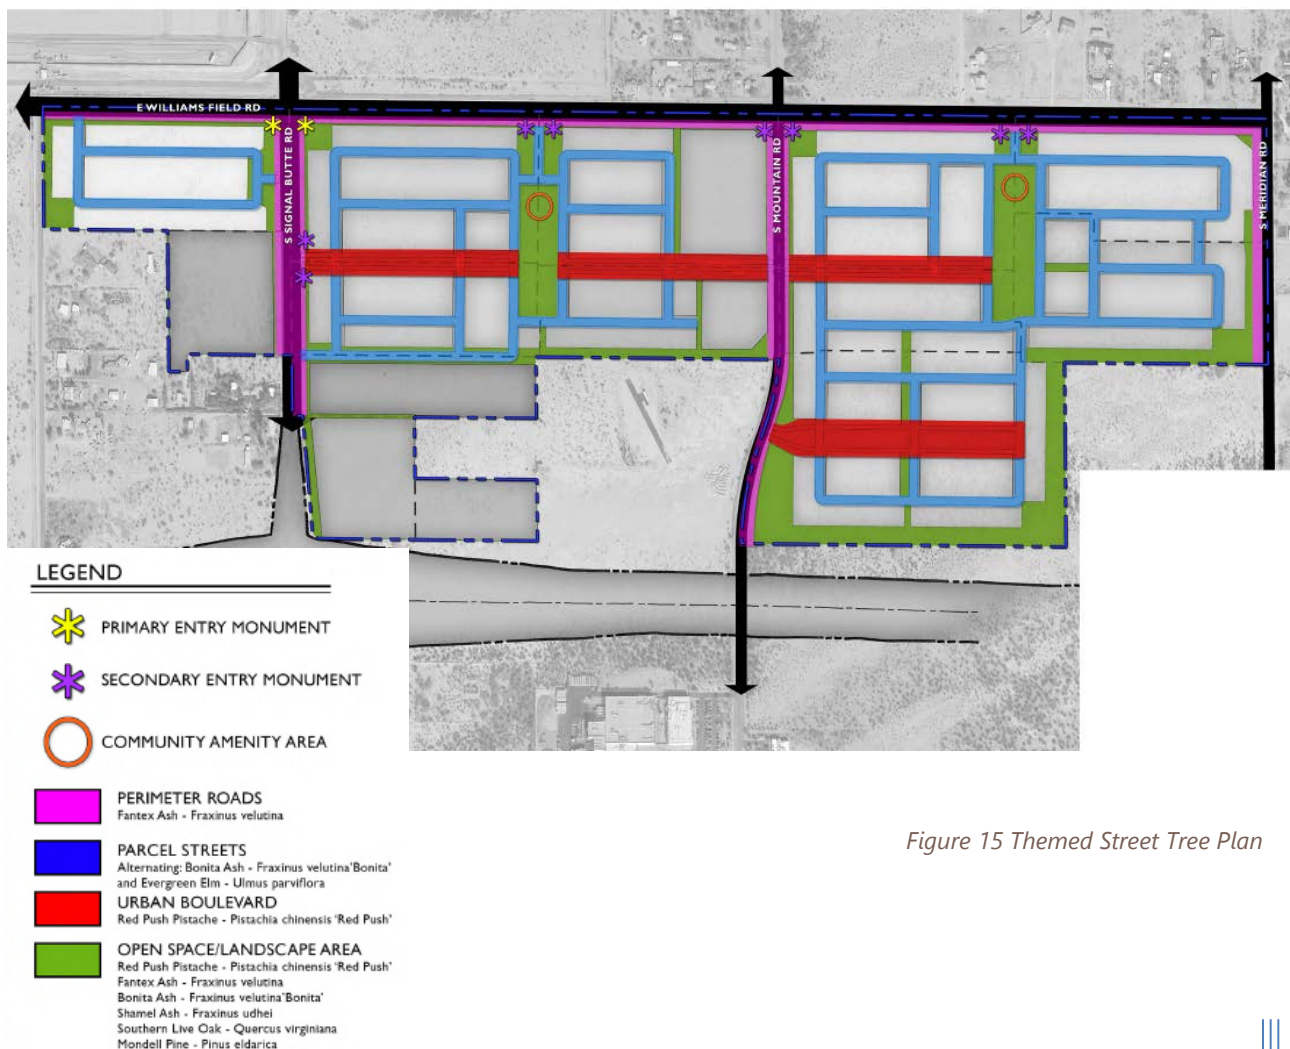 E WILLIAMS FIELD RD
S SIGNAL BUTTE RD
S MOUNTAIN RD
S MERIDIAN RD
LEGEND
PRIMARY ENTRY MONUMENT
SECONDARY ENTRY MONUMENT
COMMUNITY AMENITY AREA
PERIMETER ROADS
Fantex Ash - Fraxinus velutina
PARCEL STREETS
Alternating: Bonita Ash - Fraxinus velutina'Bonita'
and Evergreen Elm - Ulmus parviflora
URBAN BOULEVARD
Red Push Pistache - Pistachia chinensis 'Red Push'
OPEN SPACE/LANDSCAPE AREA
Red Push Pistache - Pistachia chinensis 'Red Push'
Fantex Ash - Fraxinus velutina
Bonita Ash - Fraxinus velutina'Bonita'
Shamel Ash - Fraxinus udhei
Southern Live Oak - Quercus virginiana
Mondell Pine - Pinus eldarica
Figure 15 Themed Street Tree Plan